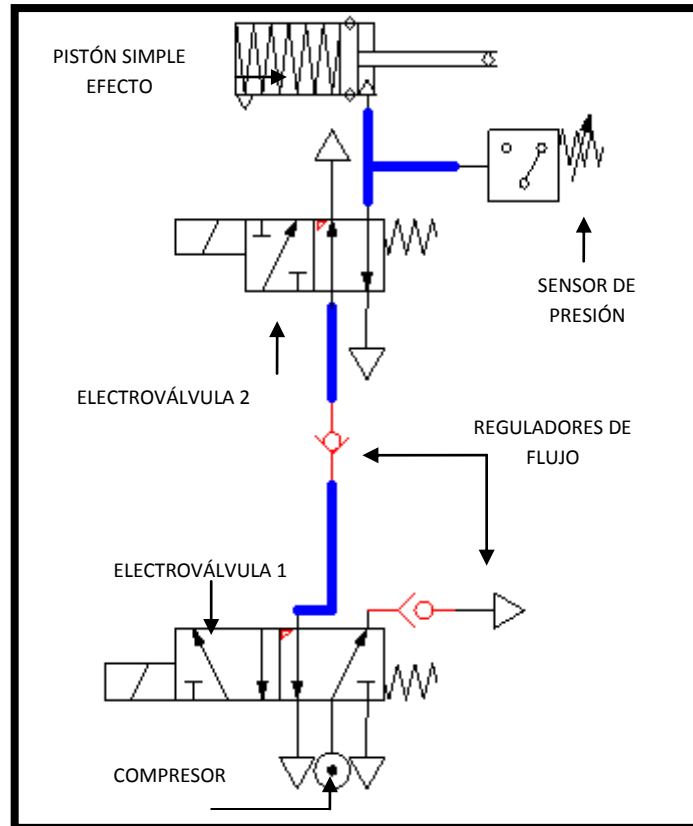 PISTÓN SIMPLE
EFECTO
SENSOR DE
PRESIÓN
ELECTROVÁLVULA 2
REGULADORES DE
FLUJO
ELECTROVÁLVULA 1
COMPRESOR